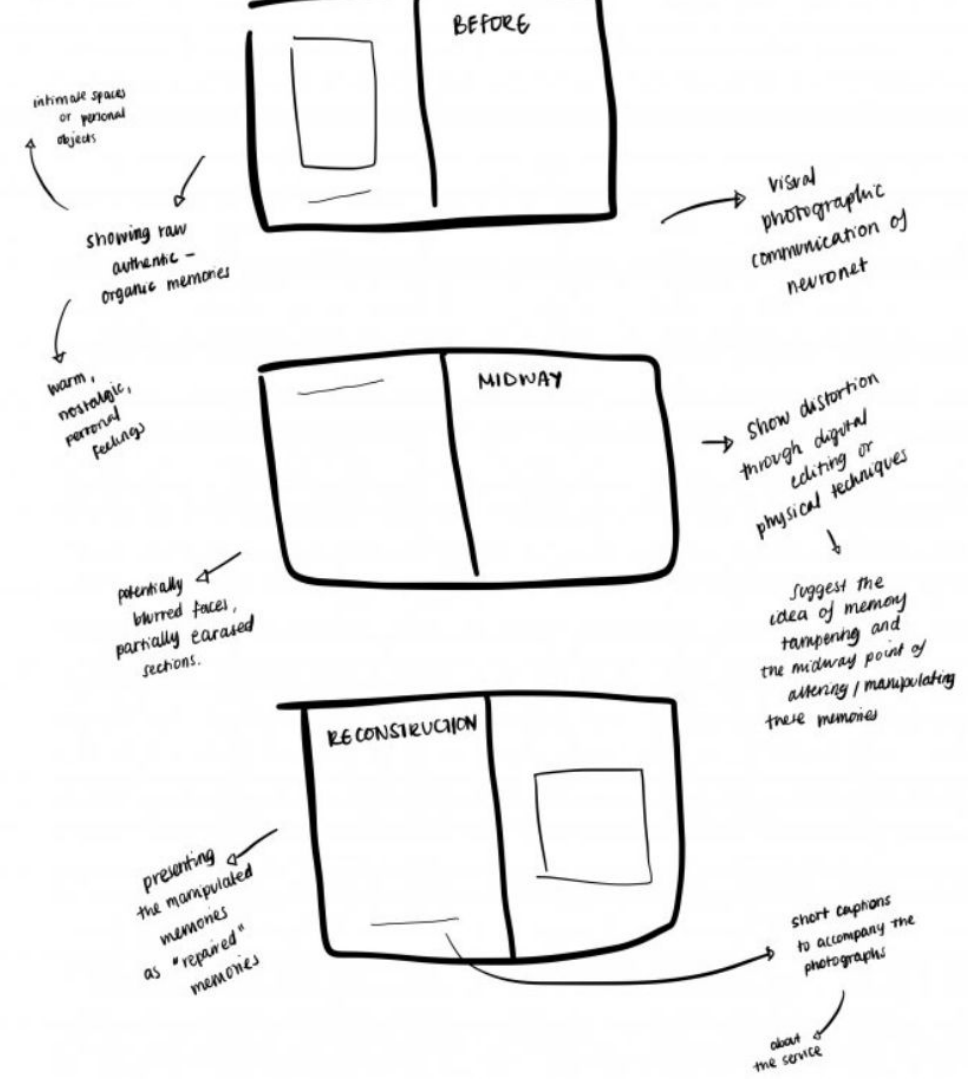 BEFORE
intimate spaces
or personal
objects
showing raw
authentic -
organic memories
warm,
nostalgic,
personal
feelings
visual
photographic
communication of
neuronet
MIDWAY
show distortion
through digital
editing or
physical techniques
suggest the
idea of memory
tampering and
the midway point of
altering / manipulating
these memories
potentially
blurred faces,
partially earased
sections.
RECONSTRUCTION
presenting
the manipulated
memories
as "repaired"
memories
short captions
to accompany the
photographs
about
the service